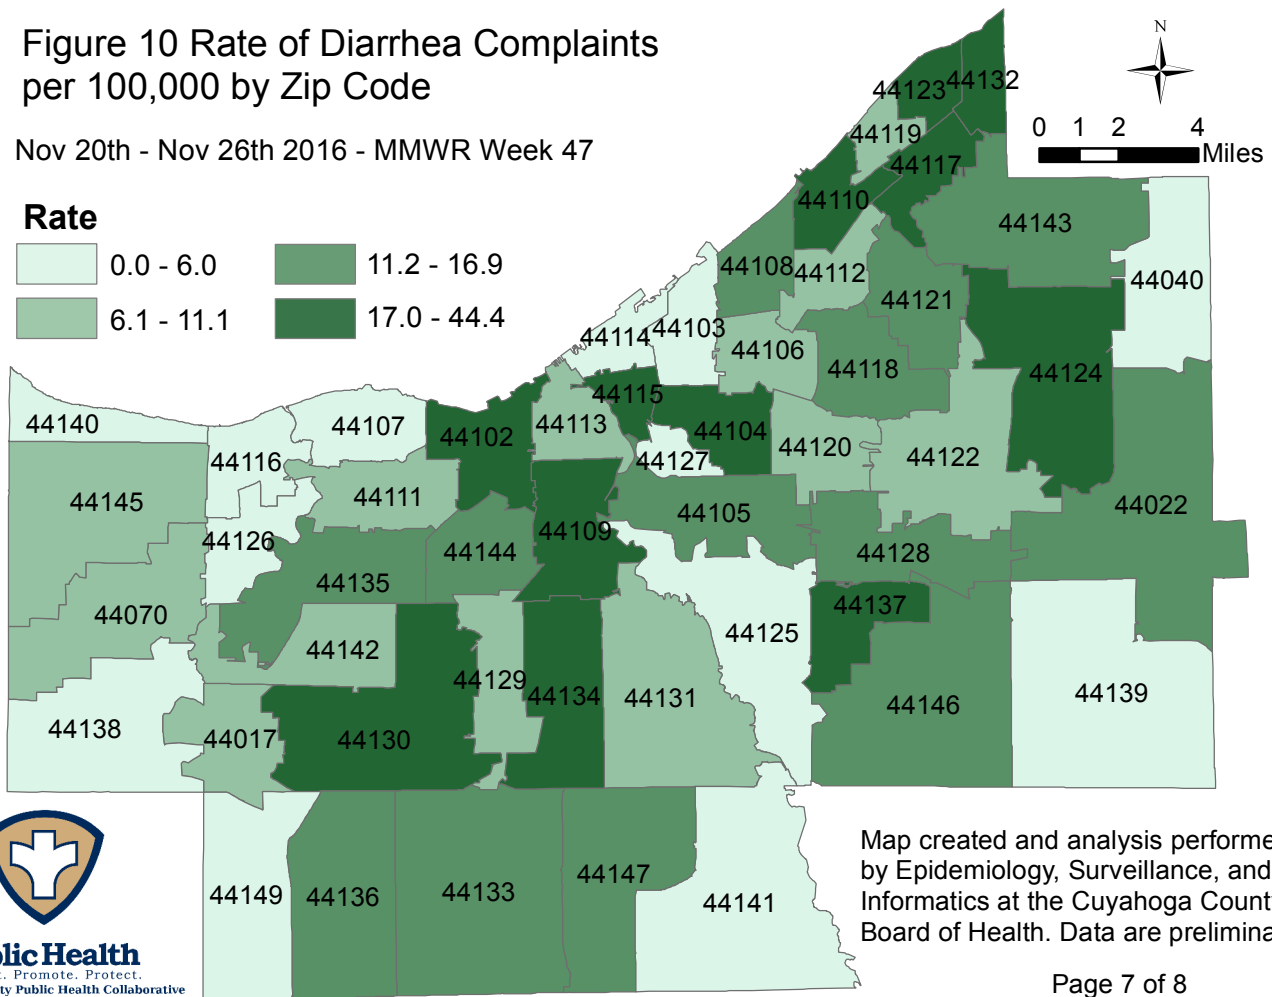 Figure 10 Rate of Diarrhea Complaints
per 100,000 by Zip Code
Nov 20th - Nov 26th 2016 - MMWR Week 47
Rate
0.0 - 6.0
11.2 - 16.9
6.1 - 11.1
17.0 - 44.4
N
0 1 2 4
Miles
44123
44132
44119
44117
44110
44143
44108
44112
44040
44121
44114
44103
44106
44118
44124
44115
44140
44107
44102
44113
44104
44120
44122
44116
44127
44145
44111
44022
44105
44126
44109
44144
44128
44135
44070
44137
44125
44142
44129
44134
44131
44139
44146
44138
44017
44130
44149
44136
44133
44147
44141
Map created and analysis performe
by Epidemiology, Surveillance, and
Informatics at the Cuyahoga Count
Board of Health. Data are prelimina
Page 7 of 8
blic Health
t. Promote. Protect.
ty Public Health Collaborative